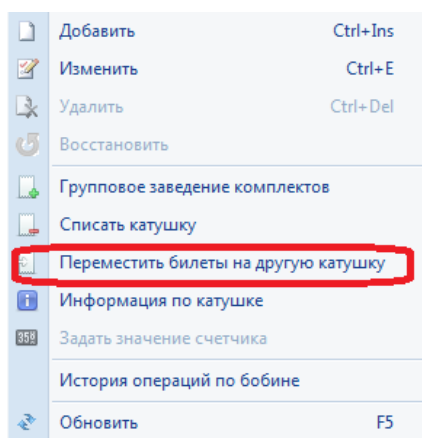 Добавить Ctrl+Ins
Изменить Ctrl+E
Удалить Ctrl+Del
Восстановить
Групповое заведение комплектов
Списать катушку
Переместить билеты на другую катушку
Информация по катушке
358 Задать значение счетчика
История операций по бобине
Обновить F5